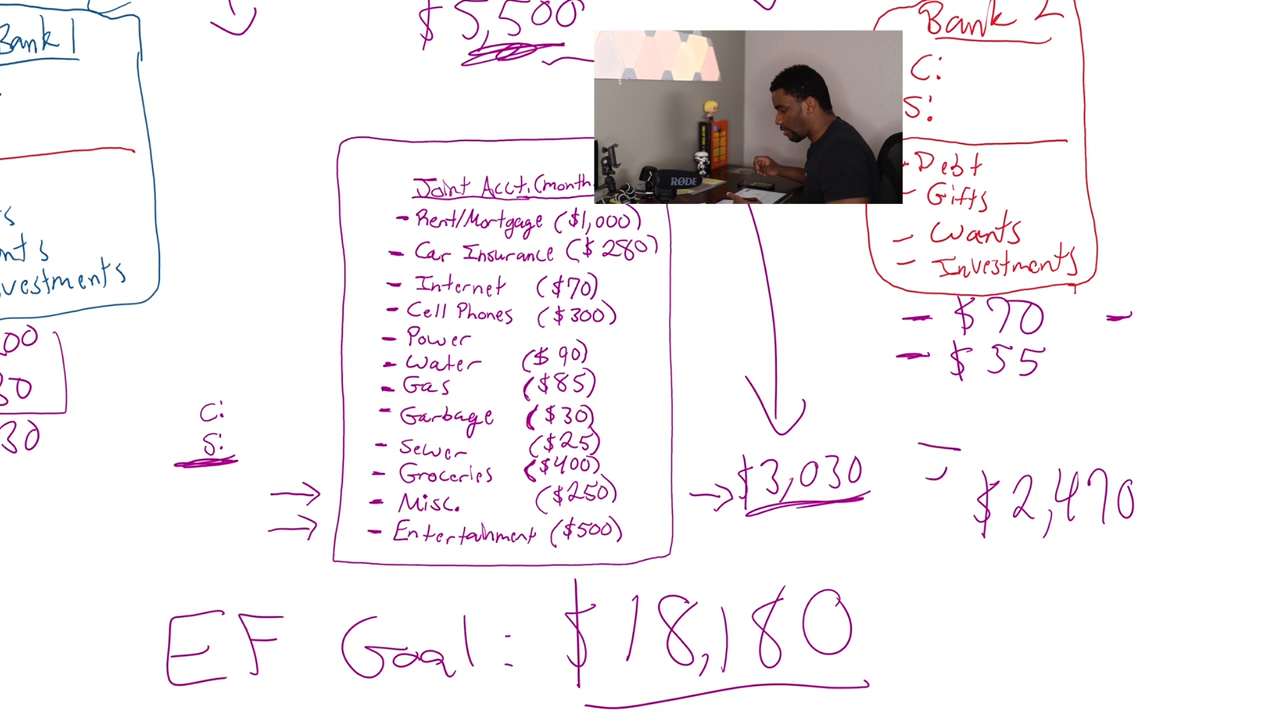 Bank 1
$5,500
Bank 2
C:
S:
- Debt
- Gifts
- Wants
- Investments
nts
vestments
00
30
30
C:
S:
RØDE
Joint Acct. (month
- Rent/Mortgage ($1,000)
- Car Insurance ($280)
- Internet ($70)
- Cell Phones ($300)
- Power
- Water ($90)
- Gas ($85)
- Garbage ($30)
- Sewer ($25)
- Groceries ($400)
- Misc. ($250)
- Entertainment ($500)
$3,030
- $70 -
- $35
= $2,470
EF Goal: $18,180